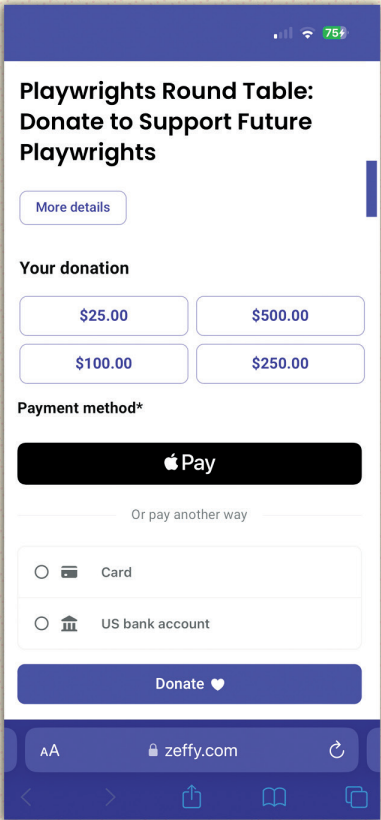 75
Playwrights Round Table:
Donate to Support Future
Playwrights
More details
Your donation
$25.00 $500.00
$100.00 $250.00
Payment method*
Pay
Or pay another way
Card
US bank account
Donate
AA zeffy.com